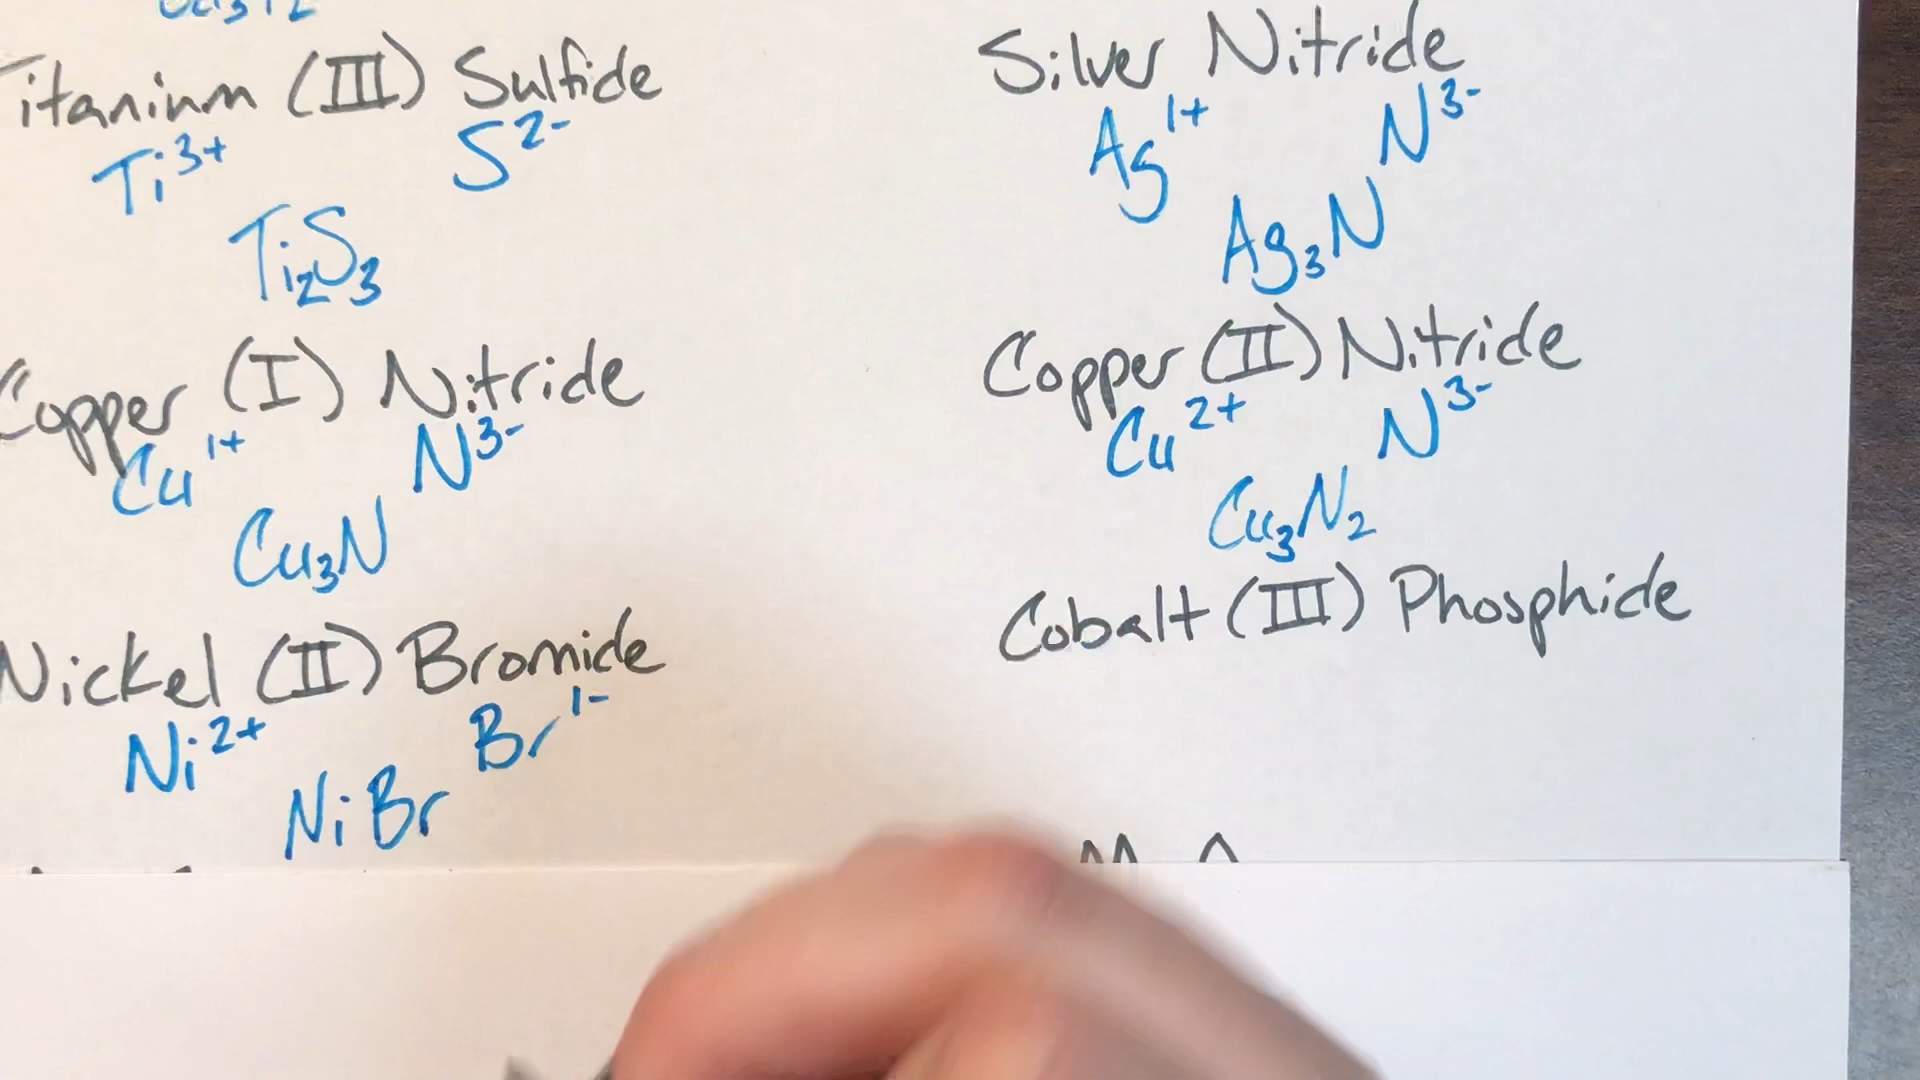 Titanium (III) Sulfide
Ti³⁺ S²⁻
Ti₂S₃
Copper (I) Nitride
Cu¹⁺ N³⁻
Cu₃N
Nickel (II) Bromide
Ni²⁺ Br¹⁻
NiBr
Silver Nitride
Ag¹⁺ N³⁻
Ag₃N
Copper (II) Nitride
Cu²⁺ N³⁻
Cu₃N₂
Cobalt (III) Phosphide